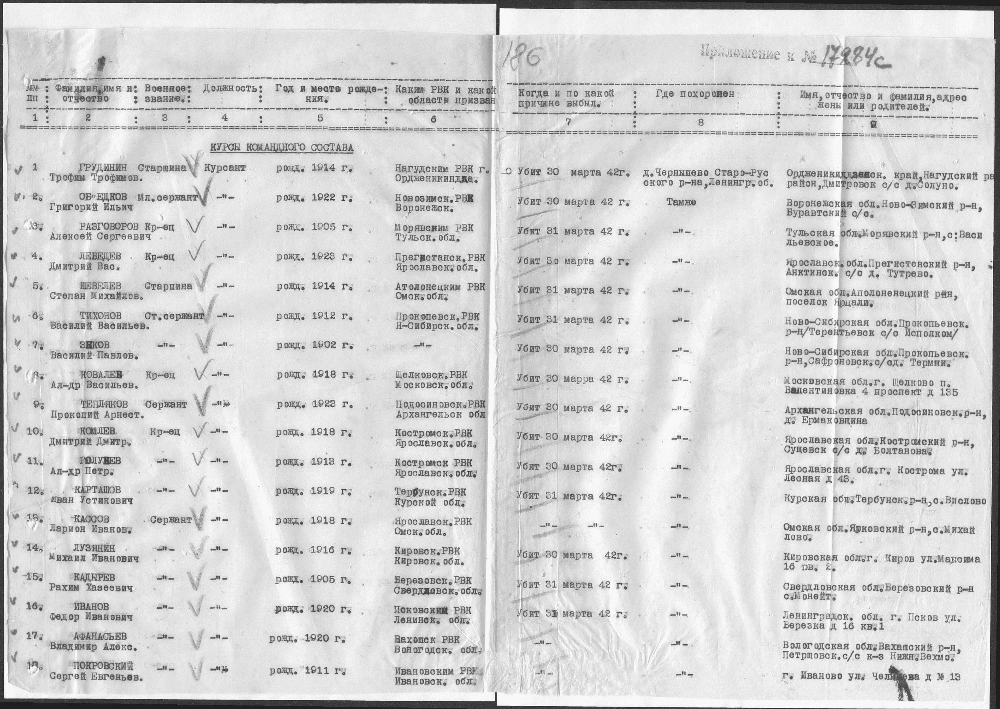 186
Приложение к № 17984с
№№ : Фамилия,имя и: Военное: Должность: Год и место рожде-: Каким РВК и какой Когда и по какой : Где похоронен : Имя,отчество и фамилия,адрес
пп : отчество : звание.: : ния. : области призван причине выбыл. : : жены или родителей.
1 : 2 : 3 : 4 : 5 : 6 7 : 8 : 9
КУРСЫ КОМАНДНОГО СОСТАВА
1 ГРУДИНИН Старшина Курсант рожд. 1914 г. Нагудским РВК г. Убит 30 марта 42г. д.Чернышево Старо-Рус Орджени­киддзенск. край,Нагудский ра
Трофим Трофимов. Ордженикиндзе. ского р-на,Ленингр.об. район,Дмитровск с/с д.Солуно.
2. ОБ"ЕДКОВ Мл.сержант -"- рожд. 1922 г. Новозимск.РВК Убит 30 марта 42 г. Тамже Воронежская обл.Ново-Зимский р-н,
Григорий Ильич Воронежск. Буравтский с/с.
3. РАЗГОВОРОВ Кр-ец -"- рожд. 1905 г. Морявским РВК Убит 31 марта 42 г. -"- Тульская обл.Морявский р-н,с:Васи
Алексей Сергеевич Тульск.обл. льевское.
4. ЛЕБЕДЕВ Кр-ец -"- рожд. 1923 г. Прегистанск.РВК Убит 3о марта 42 г. -"- Ярославск.обл.Прегистенский р-н,
Дмитрий Вас. Ярославск.обл. Анктинск. с/с д. Тутрево.
5. ШЕВЕЛЕВ Старшина -"- рожд. 1914 г. Атолонецким РВК Убит 31 марта 42 г. -"- Омская обл.Аполоненецкий р-н,
Степан Михайлов. Омск.обл. поселок Ярцали.
6. ТИХОНОВ Ст.сержант -"- рожд. 1912 г. Прокопевск.РВК Убит 31 марта 42 г. -"- Ново-Сибирская обл.Прокопьевск.
Василий Васильев. Н-Сибирск.обл. р-н/Терентьевск с/с Исполком/
7. ЗЫКОВ -"- -"- рожд. 1902 г. -"- Убит 30 марта 42 г. -"- Ново-Сибирская обл.Прокопьевск.
Василий Павлов. р-н,Сафроновск.с/сд. Термши.
8. КОВАЛЕВ Кр-ец -"- рожд. 1918 г. Щелковск.РВК Убит 30 марра 42 г. -"- Московская обл.г. Щелково п.
Ал-др Васильев. Московск.обл. Валентиновка 4 проспект д 135
9. ТЕПЛЯКОВ Сержант -"- рожд. 1923 г. Подосиновск.РВК Убит 30 марта 42 г. -"- Архангельская обл.Подосиновск.р-н,
Прокопий Арнест. Архангельск обл д. Ермаковщина
10. КОМЛЕВ Кр-ец -"- рожд. 1918 г. Костромск.РВК Убит 30 марта 42г. -"- Ярославская обл.Костромский р-н,
Дмитрий Дмитр. Ярославск.обл. Сущевск с/с д. Болтанова.
11. ГОЛУБЕВ -"- -"- рожд. 1913 г. Костромск РВК Убит 30 марта 42г. -"- Ярославская обл.г. Кострома ул.
Ал-др Петр. Ярославск.обл. Лесная д 43.
12. КАРТАШОВ -"- -"- рожд. 1919 г. Тербунск.РВК Убит 31 марта 42г. -"- Курская обл.Тербунск.р-н,с.Вислово
Иван Устинович Курской обл.
13. КАССОВ Сержант -"- рожд. 1918 г. Ярославск.РВК -"- -"- -"- Омская обл.Ярковский р-н,с.Михай
Ларион Иванов. Омск.обл. лово.
14. ЛУЗЯНИН -"- -"- рожд. 1916 г. Кировск.РВК Убит 30 марта 42г. -"- Кировская обл.г. Киров ул.Максима
Михаил Иванович Кировск.обл. 16 кв. 2.
15. КАДЫРЕВ -"- -"- рожд. 1905 г. Березовск.РВК Убит 31 марта 42 г. -"- Свердловская обл.Березовский р-н
Рахим Хазеевич Свердловск.обл. с.Монейт.
16. ИВАНОВ -"- -"- рожд. 1920 г. Псковский РВК Убит 31 марта 42 г. -"- Ленинградск. обл. г. Псков ул.
Федор Иванович Ленинск. обл. Березка д 16 кв.1
17. АФАНАСЬЕВ -"- -"- рожд. 1920 г. Вахошск РВК -"- -"- Вологодская обл.Вахашский р-н,
Владимир Алекс. Воногодск. обл. Петрщовск.с/с к-з Нижн.Вехмо.
18. ПОКРОВСКИЙ -"- -"- рожд. 1911 г. Ивановским РВК -"- -"- г. Иваново ул. д № 13
Сергей Евгеньев. Ивановск. обл.